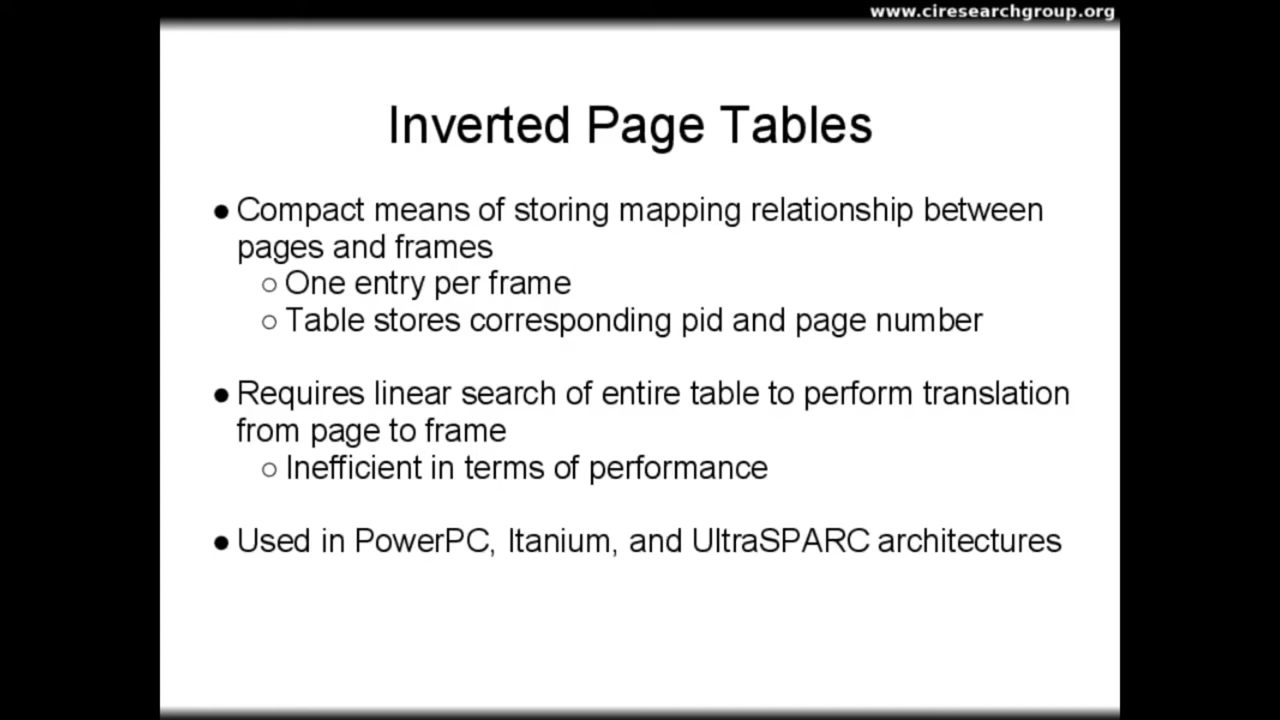 www.ciresearchgroup.org
Inverted Page Tables
● Compact means of storing mapping relationship between
pages and frames
○ One entry per frame
○ Table stores corresponding pid and page number
● Requires linear search of entire table to perform translation
from page to frame
○ Inefficient in terms of performance
● Used in PowerPC, Itanium, and UltraSPARC architectures